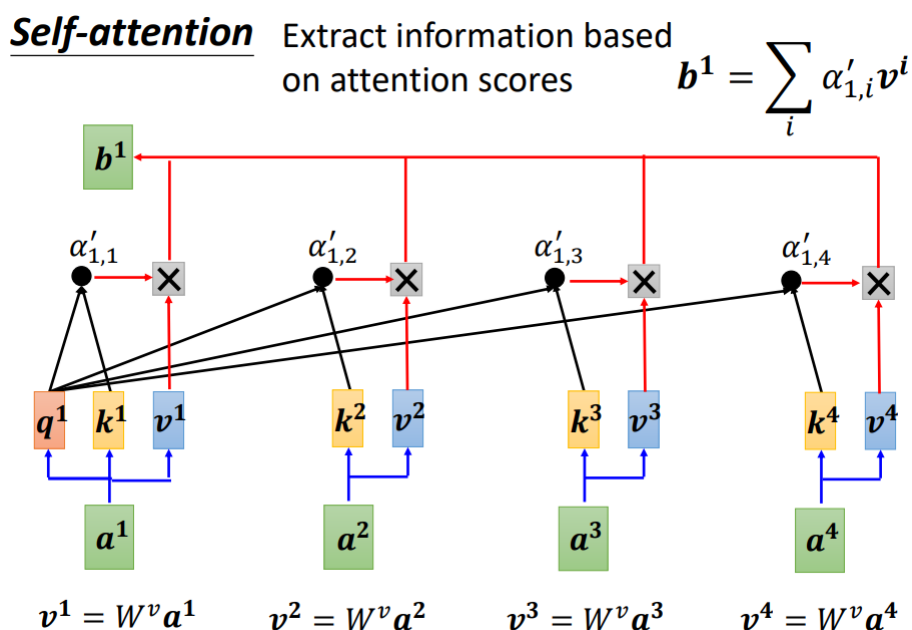 Self-attention
Extract information based
on attention scores
𝒃¹ = ∑ᵢ α′₁,ᵢ 𝒗ⁱ
𝒃¹
α′₁,₁ α′₁,₂ α′₁,₃ α′₁,₄
𝒒¹ 𝒌¹ 𝒗¹ 𝒌² 𝒗² 𝒌³ 𝒗³ 𝒌⁴ 𝒗⁴
𝒂¹ 𝒂² 𝒂³ 𝒂⁴
𝒗¹ = Wᵛ𝒂¹ 𝒗² = Wᵛ𝒂² 𝒗³ = Wᵛ𝒂³ 𝒗⁴ = Wᵛ𝒂⁴